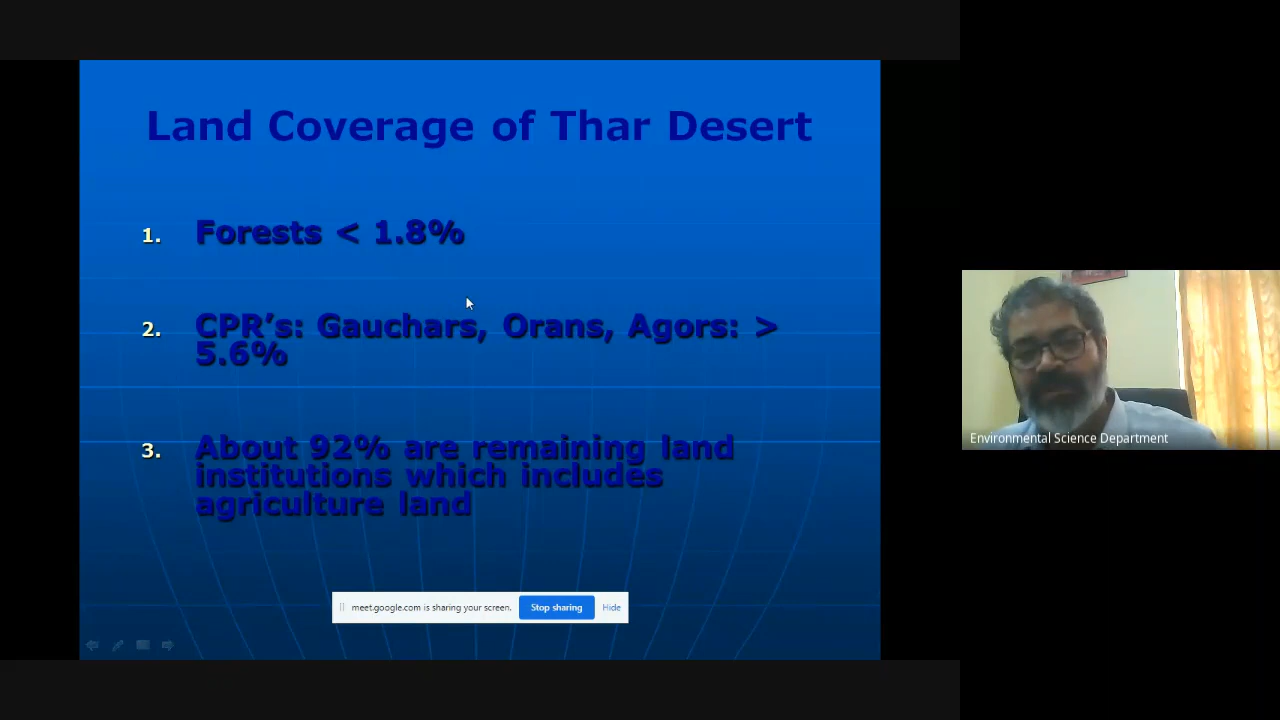 Land Coverage of Thar Desert
1. Forests < 1.8%
2. CPR's: Gauchars, Orans, Agors: >
5.6%
3. About 92% are remaining land
institutions which includes
agriculture land
meet.google.com is sharing your screen. Stop sharing Hide
Environmental Science Department